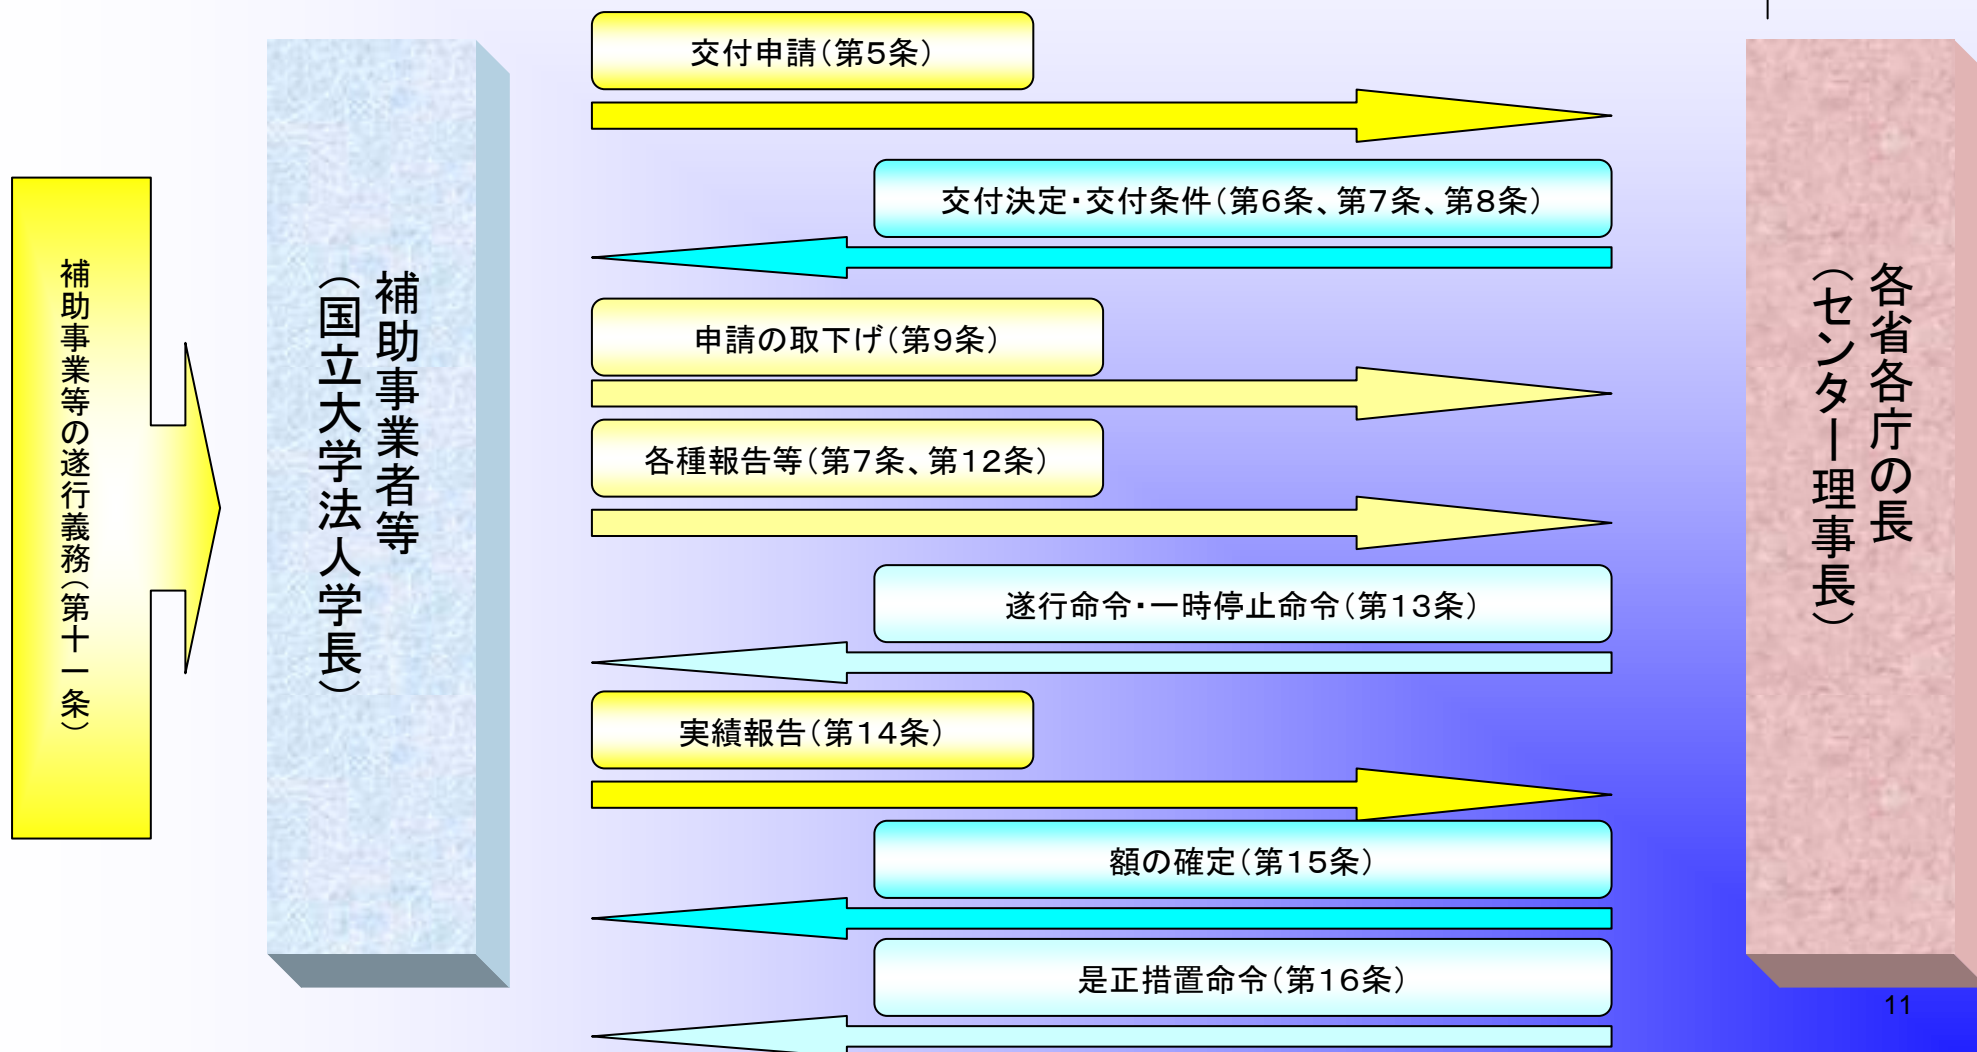 補助事業等の遂行義務（第十一条）
補助事業者等
（国立大学法人学長）
交付申請（第５条）
交付決定・交付条件（第６条、第７条、第８条）
申請の取下げ（第９条）
各種報告等（第７条、第１２条）
遂行命令・一時停止命令（第１３条）
実績報告（第１４条）
額の確定（第１５条）
是正措置命令（第１６条）
各省各庁の長
（センター理事長）
11